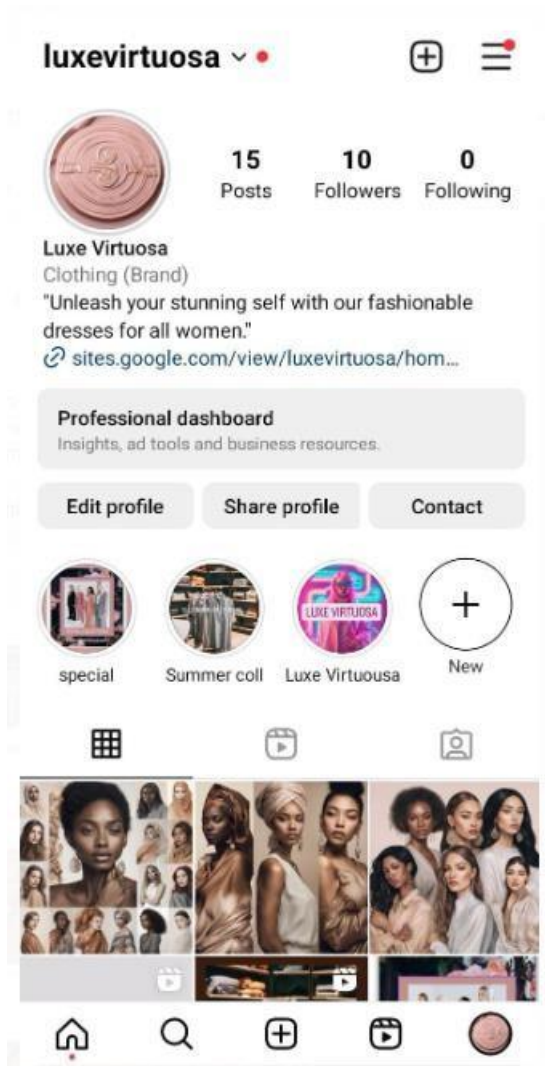 luxevirtuosa
15 10 0
Posts Followers Following
Luxe Virtuosa
Clothing (Brand)
"Unleash your stunning self with our fashionable
dresses for all women."
sites.google.com/view/luxevirtuosa/hom...
Professional dashboard
Insights, ad tools and business resources.
Edit profile Share profile Contact
LUXE VIRTUOSA
special Summer coll Luxe Virtuousa New